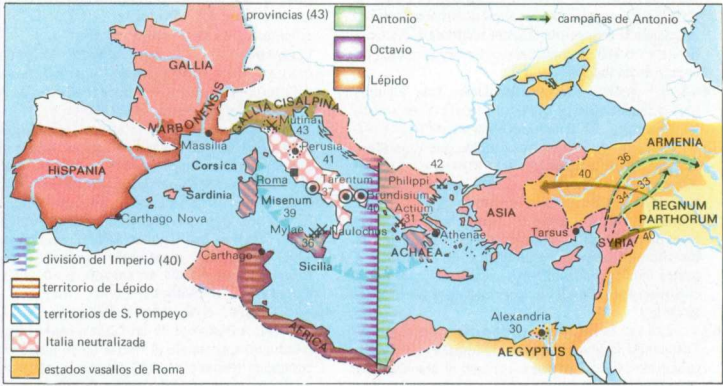 provincias (43)
Antonio
Octavio
Lépido
campañas de Antonio
GALLIA
NARBONENSIS
Massilia
GALLIA CISALPINA
Mutina
43
Perusia
41
HISPANIA
Carthago Nova
Corsica
Sardinia
Roma
Misenum
39
Tarentum
37
Brundisium
40
Mylae
36
Naulochos
Sicilia
Carthago
AFRICA
42
Philippi
Actium
31
Athenae
ACHAEA
ASIA
Tarsus
SYRIA
40
40
36
33
34
ARMENIA
REGNUM
PARTHORUM
Alexandria
30
AEGYPTUS
división del Imperio (40)
territorio de Lépido
territorios de S. Pompeyo
Italia neutralizada
estados vasallos de Roma